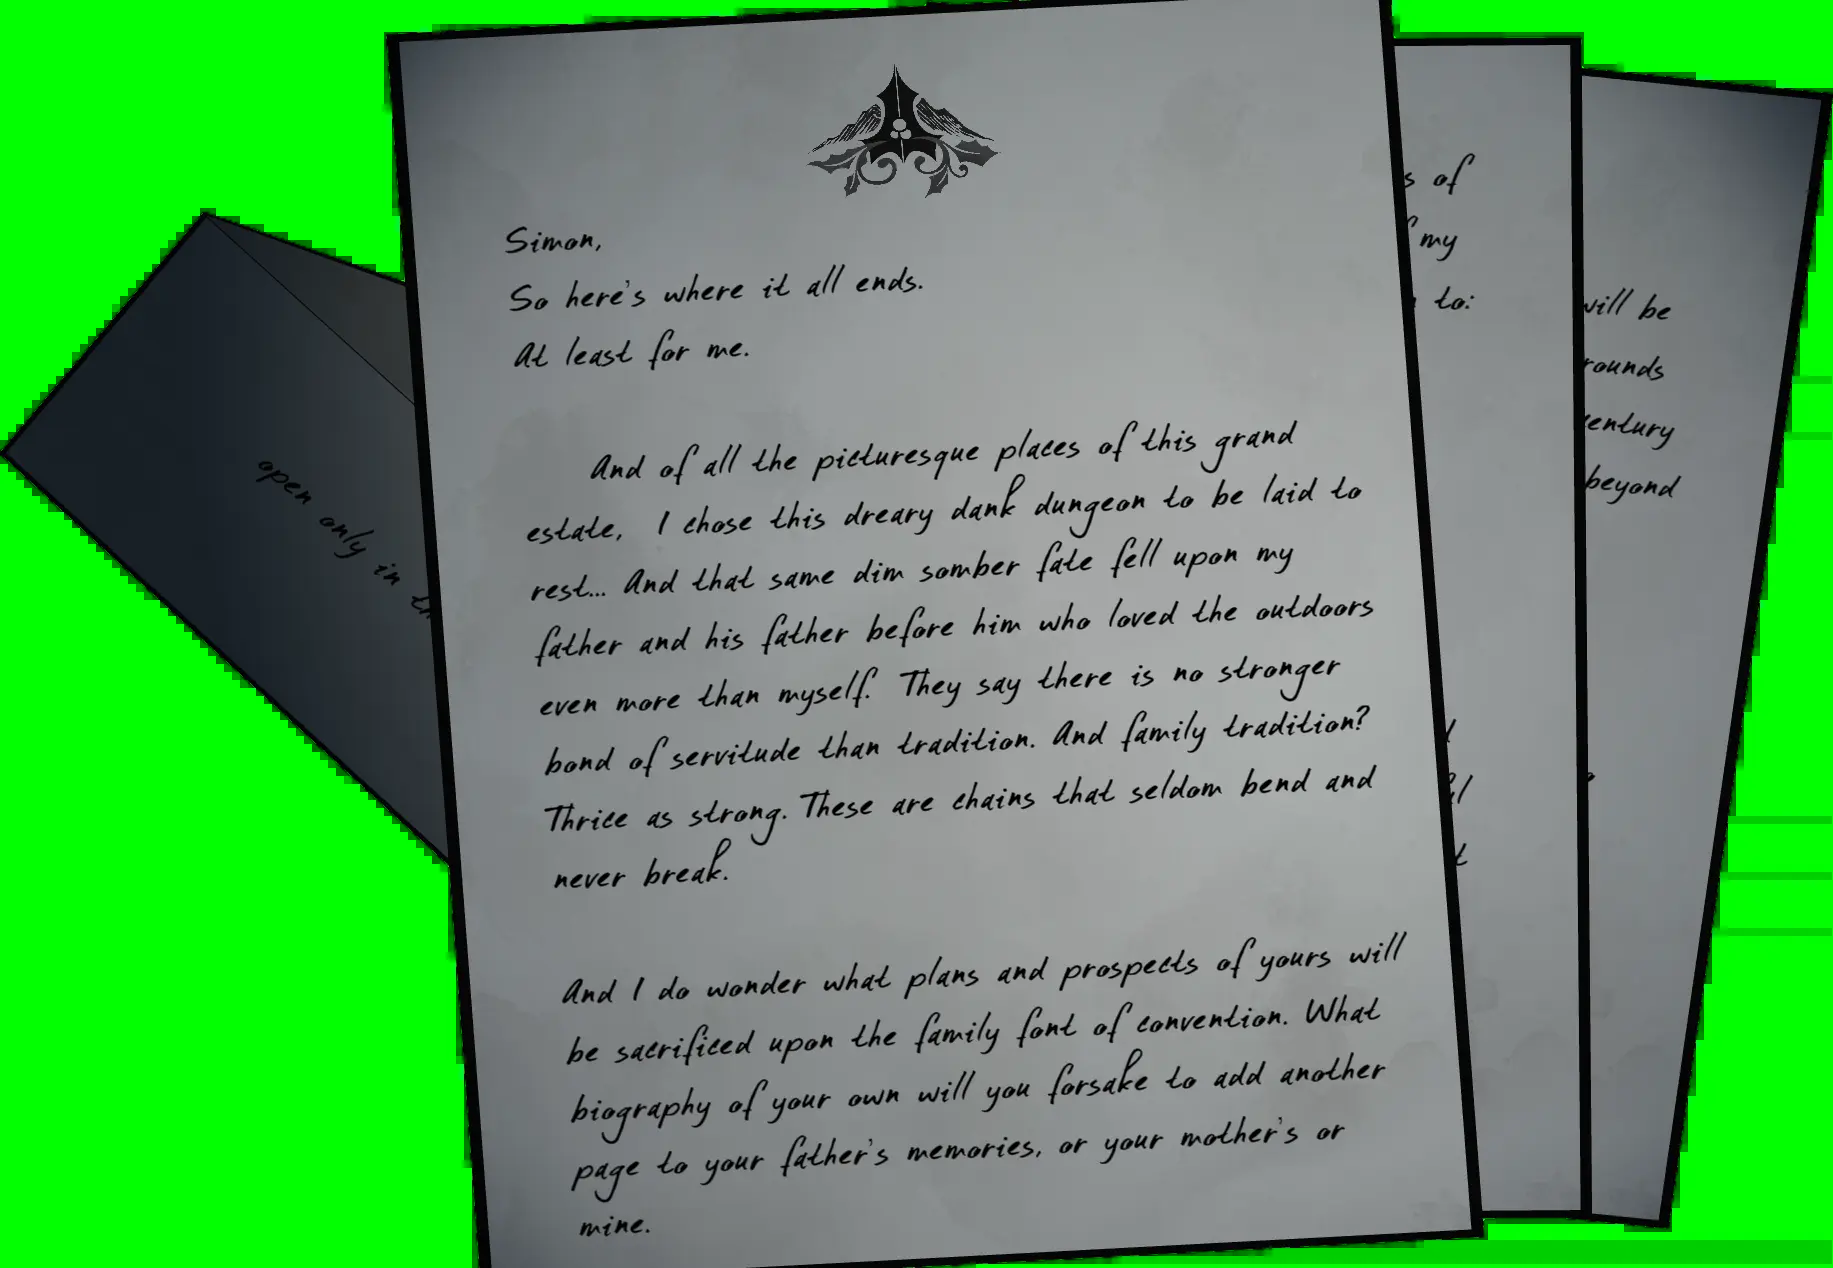 open only in
Simon,
So here's where it all ends.
At least for me.
And of all the picturesque places of this grand
estate, I chose this dreary dank dungeon to be laid to
rest... And that same dim somber fate fell upon my
father and his father before him who loved the outdoors
even more than myself. They say there is no stronger
bond of servitude than tradition. And family tradition?
Thrice as strong. These are chains that seldom bend and
never break.
And I do wonder what plans and prospects of yours will
be sacrificed upon the family font of convention. What
biography of your own will you forsake to add another
page to your father's memories, or your mother's or
mine.
of
my
to:
will be
beyond